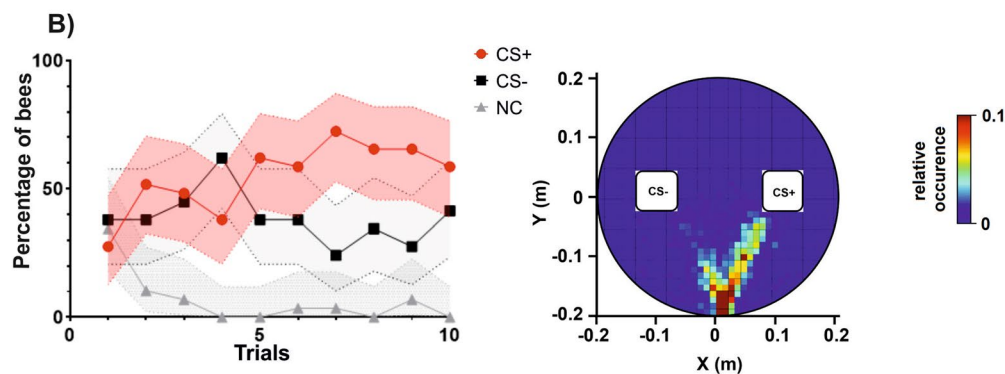 B)
100
50
0
0
5
10
Percentage of bees
Trials
CS+
CS-
NC
0.2
0.1
0
-0.1
-0.2
Y (m)
CS-
CS+
-0.2
-0.1
0
0.1
0.2
X (m)
relative
occurence
0.1
0